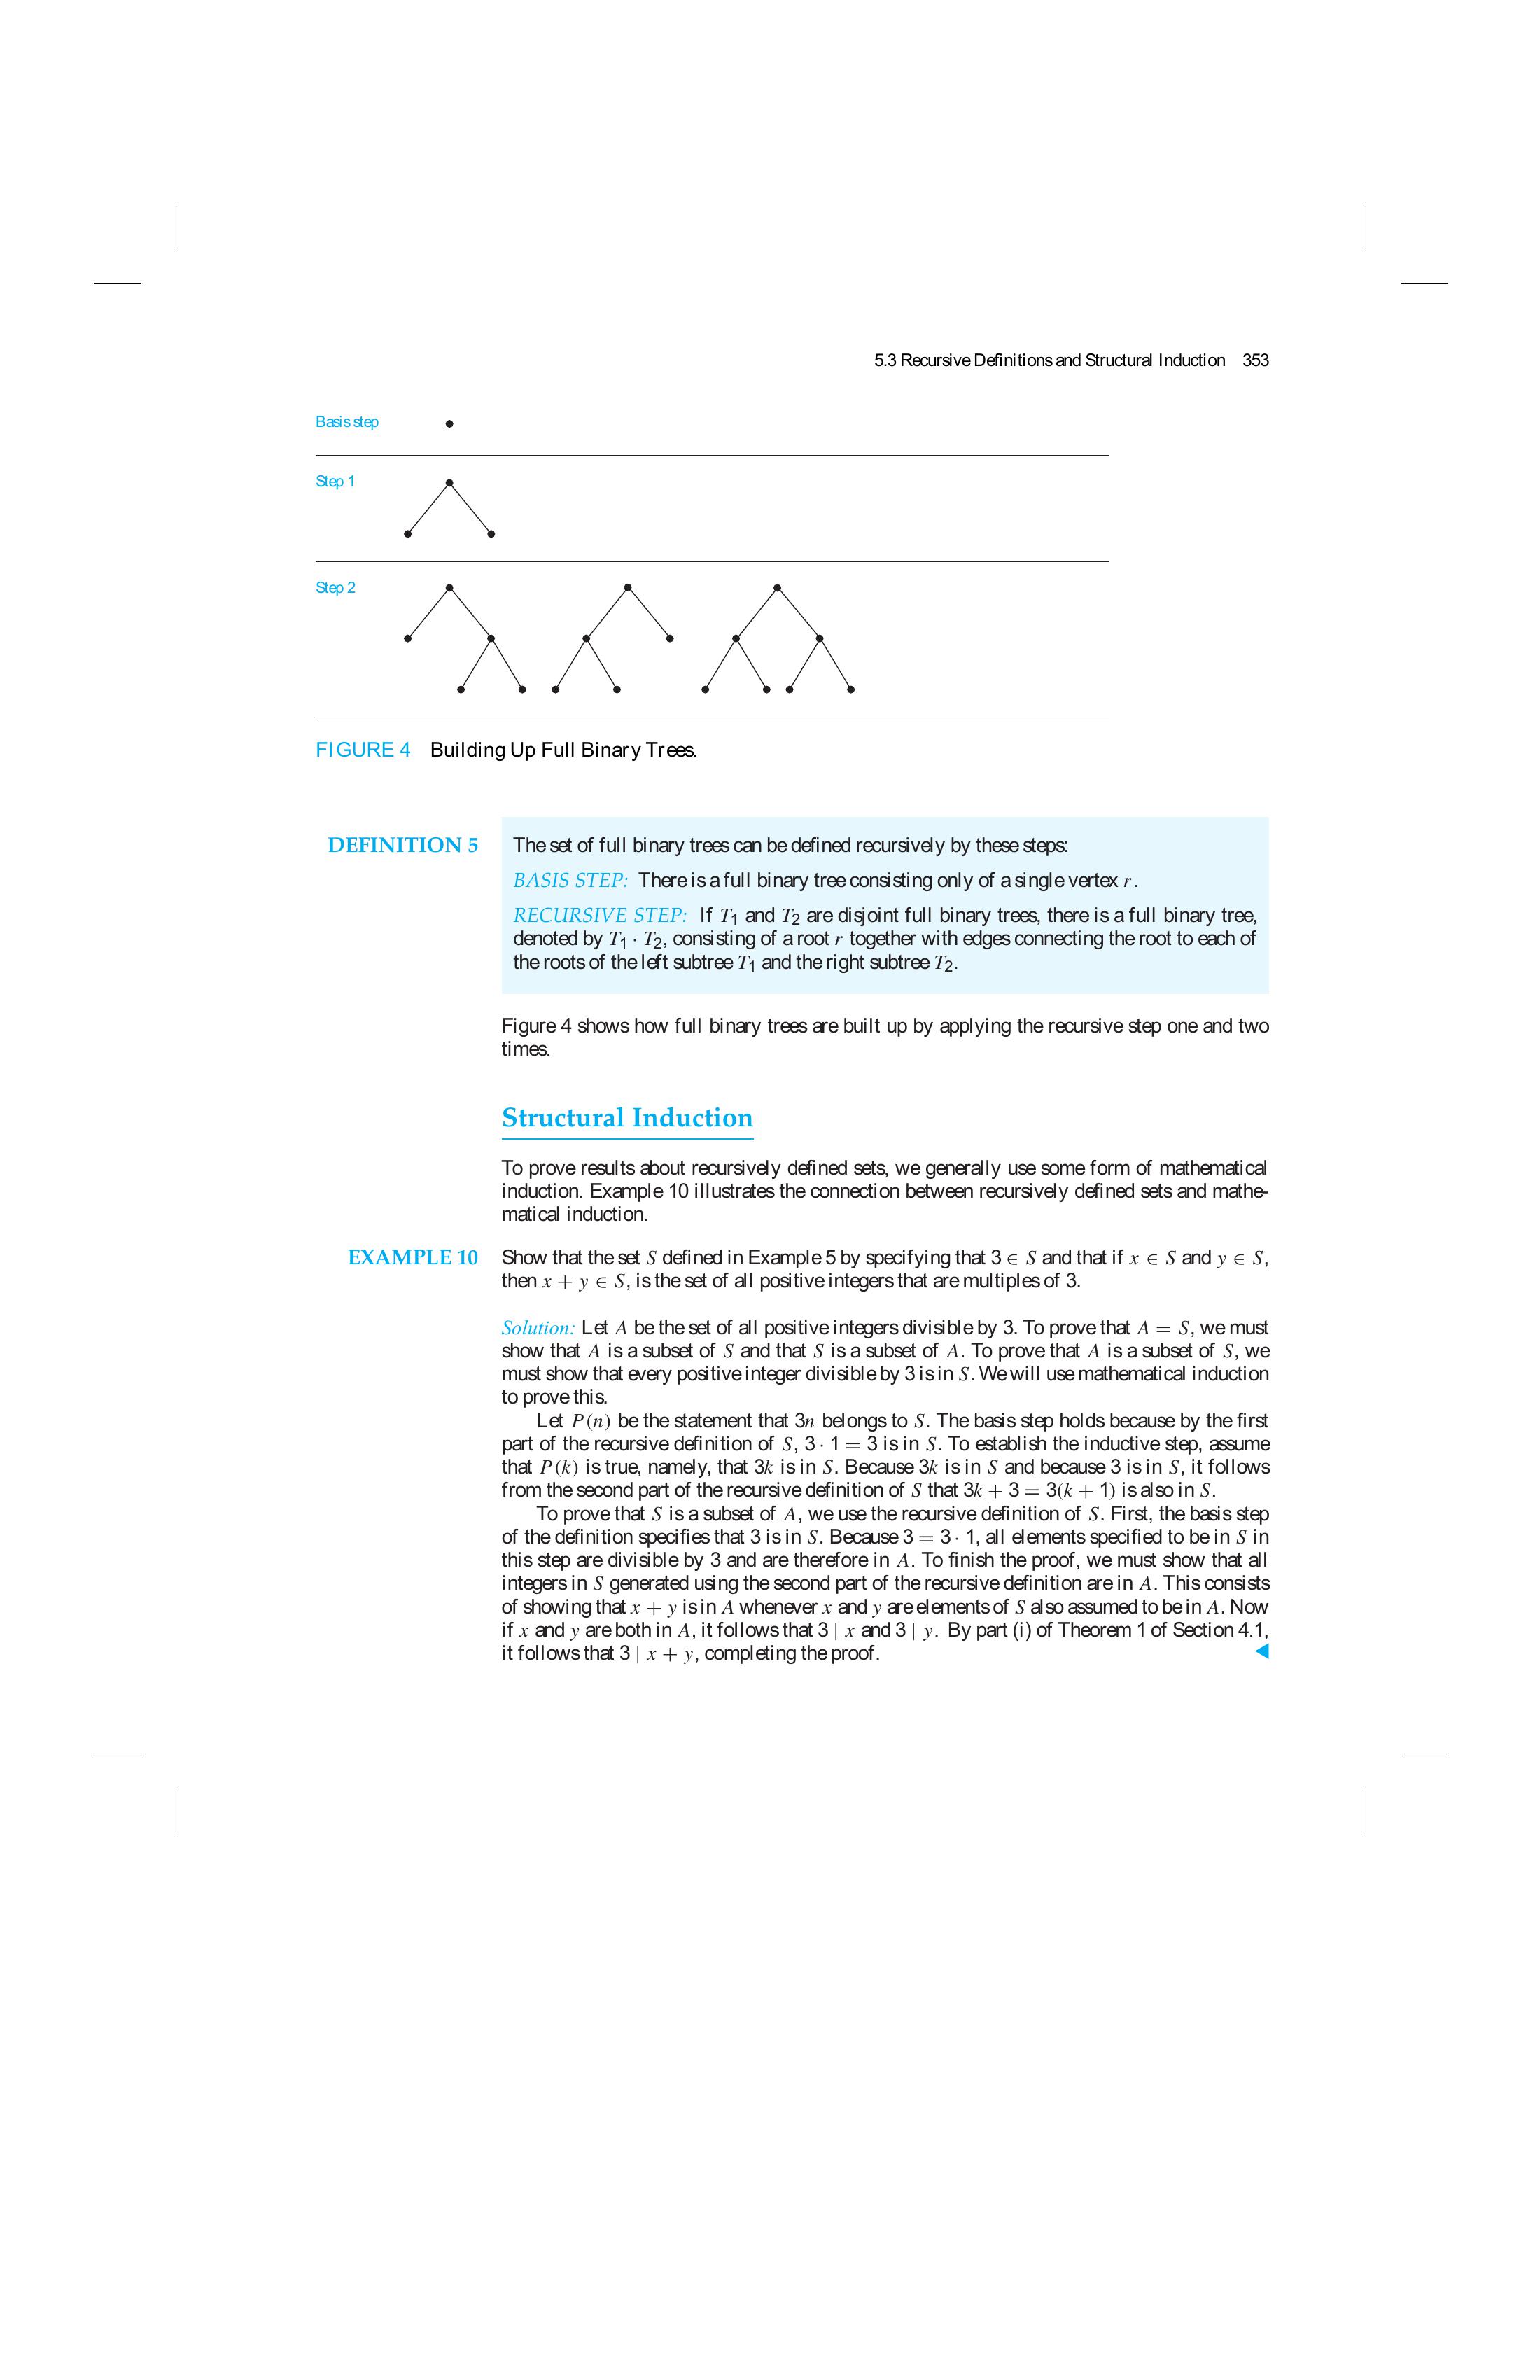 5.3 Recursive Definitions and Structural Induction 353
Basis step
Step 1
Step 2
FIGURE 4 Building Up Full Binary Trees.
DEFINITION 5 The set of full binary trees can be defined recursively by these steps:
BASIS STEP: There is a full binary tree consisting only of a single vertex r.
RECURSIVE STEP: If T₁ and T₂ are disjoint full binary trees, there is a full binary tree,
denoted by T₁ · T₂, consisting of a root r together with edges connecting the root to each of
the roots of the left subtree T₁ and the right subtree T₂.
Figure 4 shows how full binary trees are built up by applying the recursive step one and two
times.
Structural Induction
To prove results about recursively defined sets, we generally use some form of mathematical
induction. Example 10 illustrates the connection between recursively defined sets and mathe-
matical induction.
EXAMPLE 10 Show that the set S defined in Example 5 by specifying that 3 ∈ S and that if x ∈ S and y ∈ S,
then x + y ∈ S, is the set of all positive integers that are multiples of 3.
Solution: Let A be the set of all positive integers divisible by 3. To prove that A = S, we must
show that A is a subset of S and that S is a subset of A. To prove that A is a subset of S, we
must show that every positive integer divisible by 3 is in S. We will use mathematical induction
to prove this.
Let P(n) be the statement that 3n belongs to S. The basis step holds because by the first
part of the recursive definition of S, 3 · 1 = 3 is in S. To establish the inductive step, assume
that P(k) is true, namely, that 3k is in S. Because 3k is in S and because 3 is in S, it follows
from the second part of the recursive definition of S that 3k + 3 = 3(k + 1) is also in S.
To prove that S is a subset of A, we use the recursive definition of S. First, the basis step
of the definition specifies that 3 is in S. Because 3 = 3 · 1, all elements specified to be in S in
this step are divisible by 3 and are therefore in A. To finish the proof, we must show that all
integers in S generated using the second part of the recursive definition are in A. This consists
of showing that x + y is in A whenever x and y are elements of S also assumed to be in A. Now
if x and y are both in A, it follows that 3 | x and 3 | y. By part (i) of Theorem 1 of Section 4.1,
it follows that 3 | x + y, completing the proof.